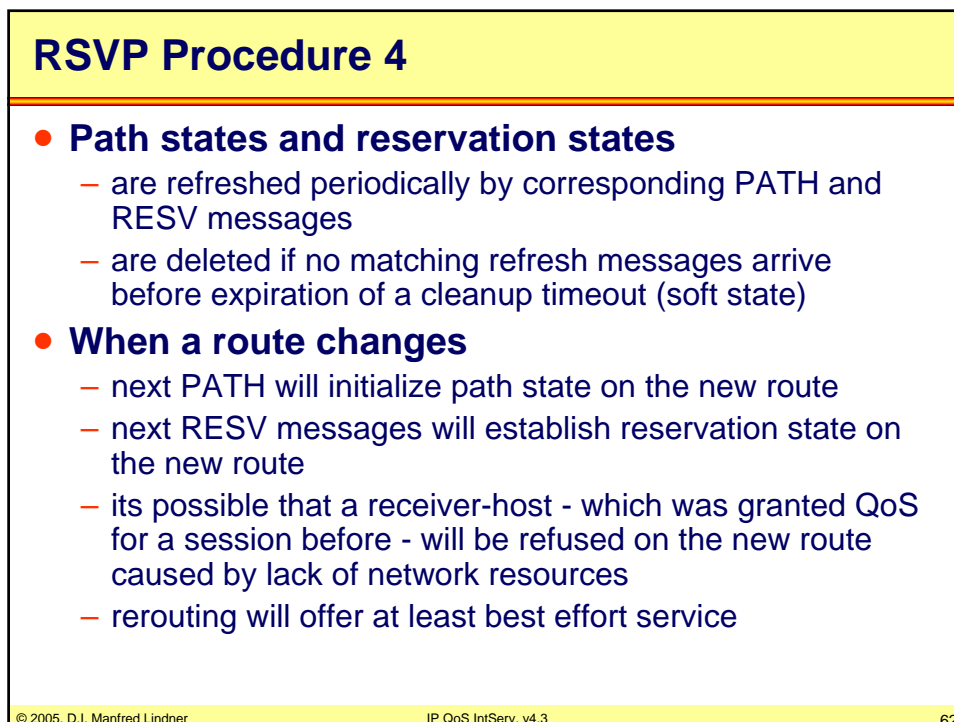 RSVP Procedure 4
• Path states and reservation states
– are refreshed periodically by corresponding PATH and
RESV messages
– are deleted if no matching refresh messages arrive
before expiration of a cleanup timeout (soft state)
• When a route changes
– next PATH will initialize path state on the new route
– next RESV messages will establish reservation state on
the new route
– its possible that a receiver-host - which was granted QoS
for a session before - will be refused on the new route
caused by lack of network resources
– rerouting will offer at least best effort service
© 2005, D.I. Manfred Lindner
IP QoS IntServ, v4.3
62